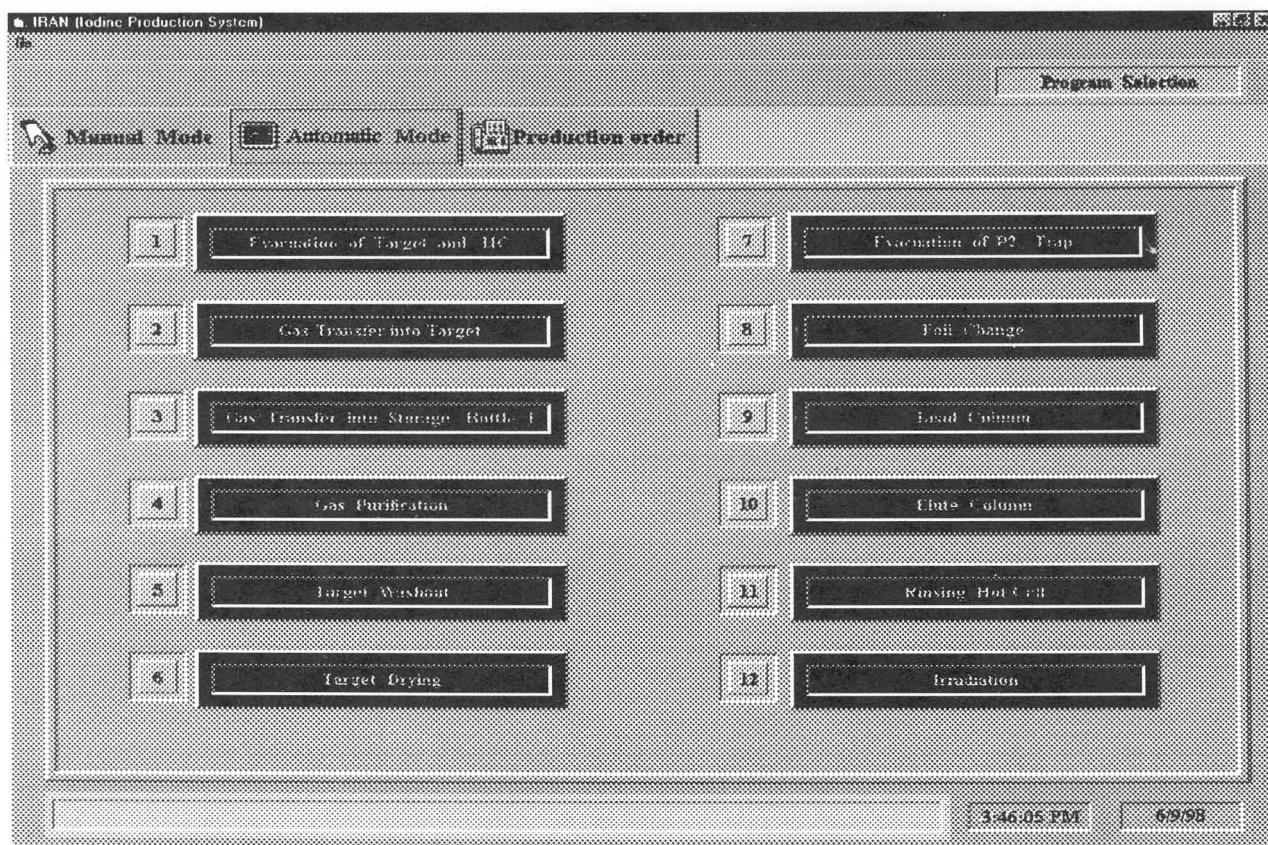 IRAN (Iodine Production System)
file
Program Selection
Manual Mode
Automatic Mode
Production order
1
Evacuation of Target and
7
Evacuation of P2 Trap
2
Gas Transfer into Target
8
Foil Change
3
Gas Transfer into Storage Bottle 1
9
Load Column
4
Gas Purification
10
Elute Column
5
Target Washout
11
Rinsing Hot Cell
6
Target Drying
12
Irradiation
3:46:05 PM
6/9/98